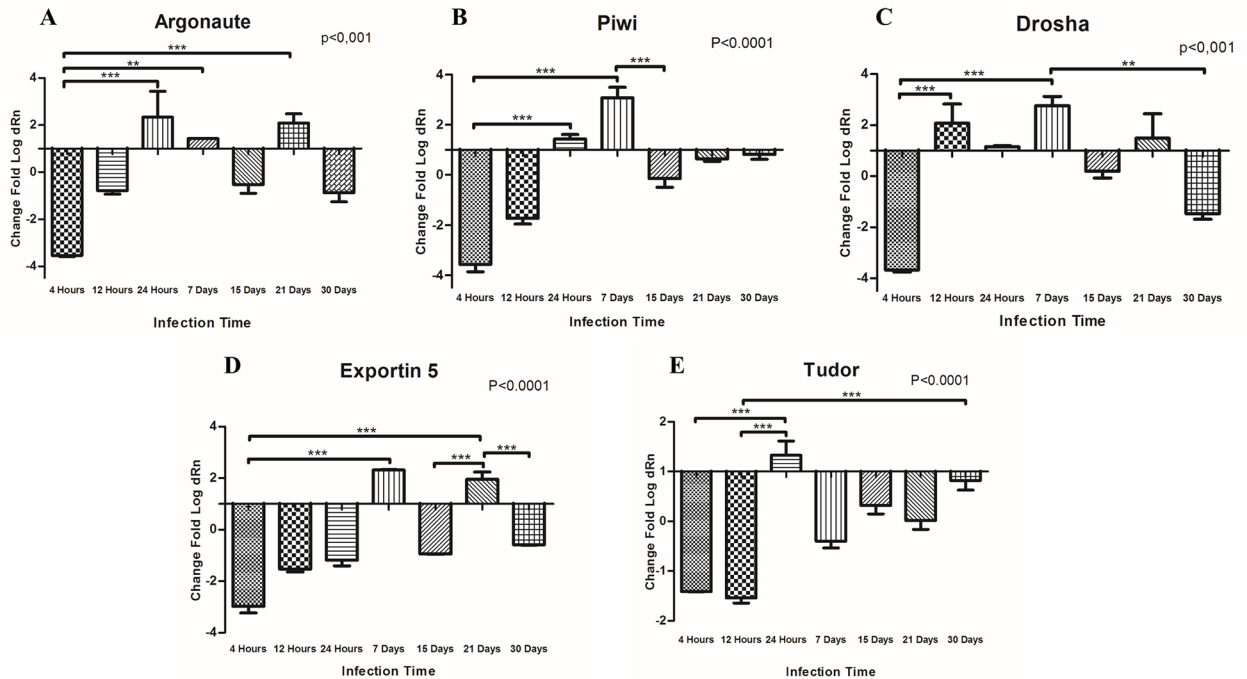 A
Argonaute
p<0,001
***
**
***
Change Fold Log dRn
4
2
0
-2
-4
4 Hours 12 Hours 24 Hours 7 Days 15 Days 21 Days 30 Days
Infection Time
B
Piwi
P<0.0001
***
***
***
Change Fold Log dRn
4
2
0
-2
-4
4 Hours 12 Hours 24 Hours 7 Days 15 Days 21 Days 30 Days
Infection Time
C
Drosha
p<0,001
**
***
***
Change Fold Log dRn
4
2
0
-2
-4
4 Hours 12 Hours 24 Hours 7 Days 15 Days 21 Days 30 Days
Infection Time
D
Exportin 5
P<0.0001
***
***
***
***
Change Fold Log dRn
4
2
0
-2
-4
4 Hours 12 Hours 24 Hours 7 Days 15 Days 21 Days 30 Days
Infection Time
E
Tudor
P<0.0001
***
***
***
Change Fold Log dRn
2
1
0
-1
-2
4 Hours 12 Hours 24 Hours 7 Days 15 Days 21 Days 30 Days
Infection Time